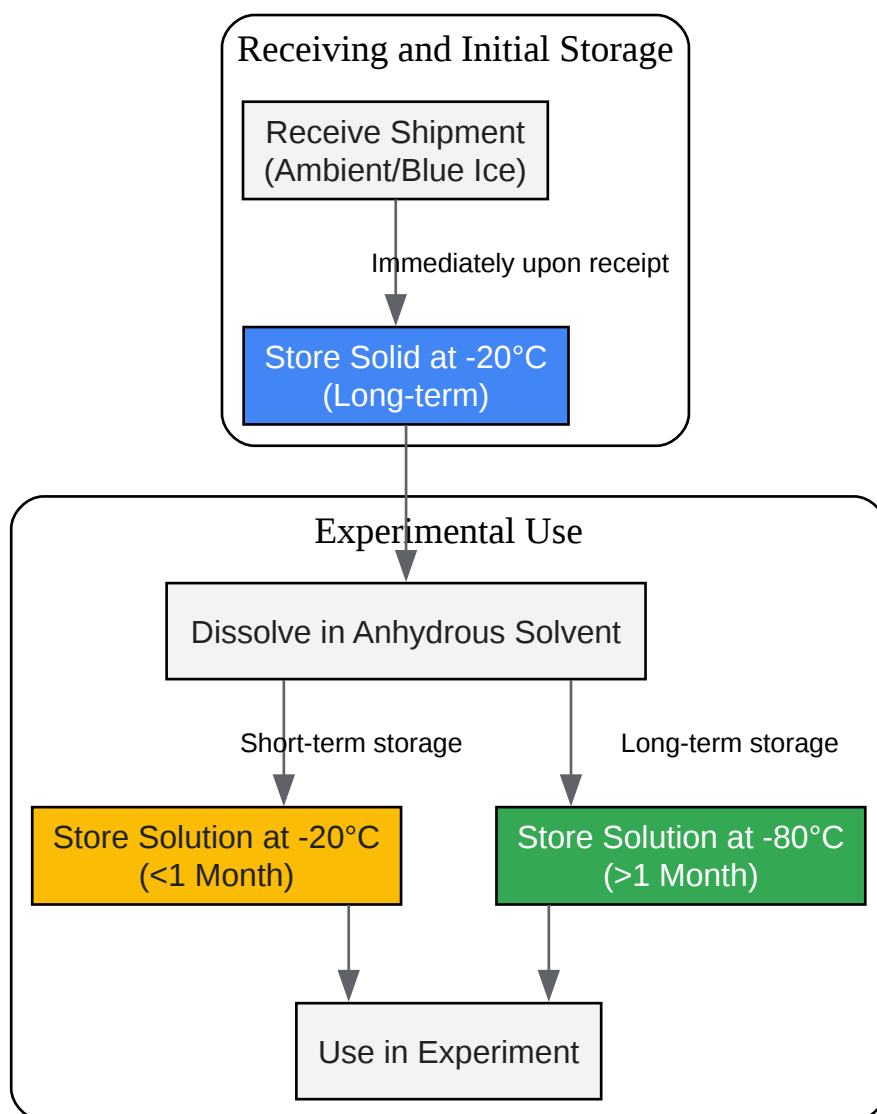 Receiving and Initial Storage
Receive Shipment
(Ambient/Blue Ice)
Immediately upon receipt
Store Solid at -20°C
(Long-term)
Experimental Use
Dissolve in Anhydrous Solvent
Short-term storage
Long-term storage
Store Solution at -20°C
(<1 Month)
Store Solution at -80°C
(>1 Month)
Use in Experiment